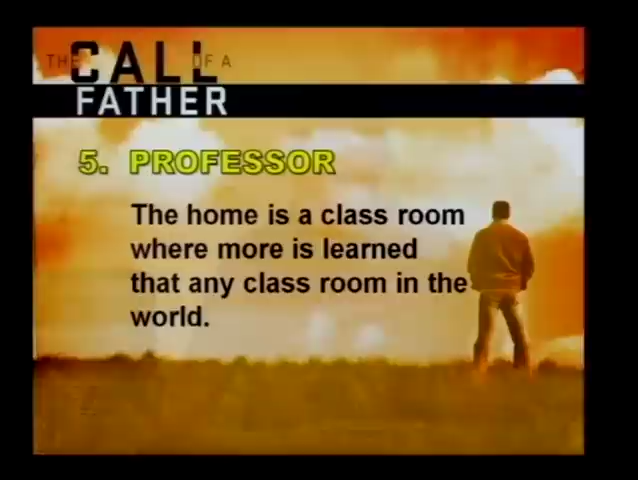 THE CALL OF A
FATHER
5. PROFESSOR
The home is a class room
where more is learned
that any class room in the
world.